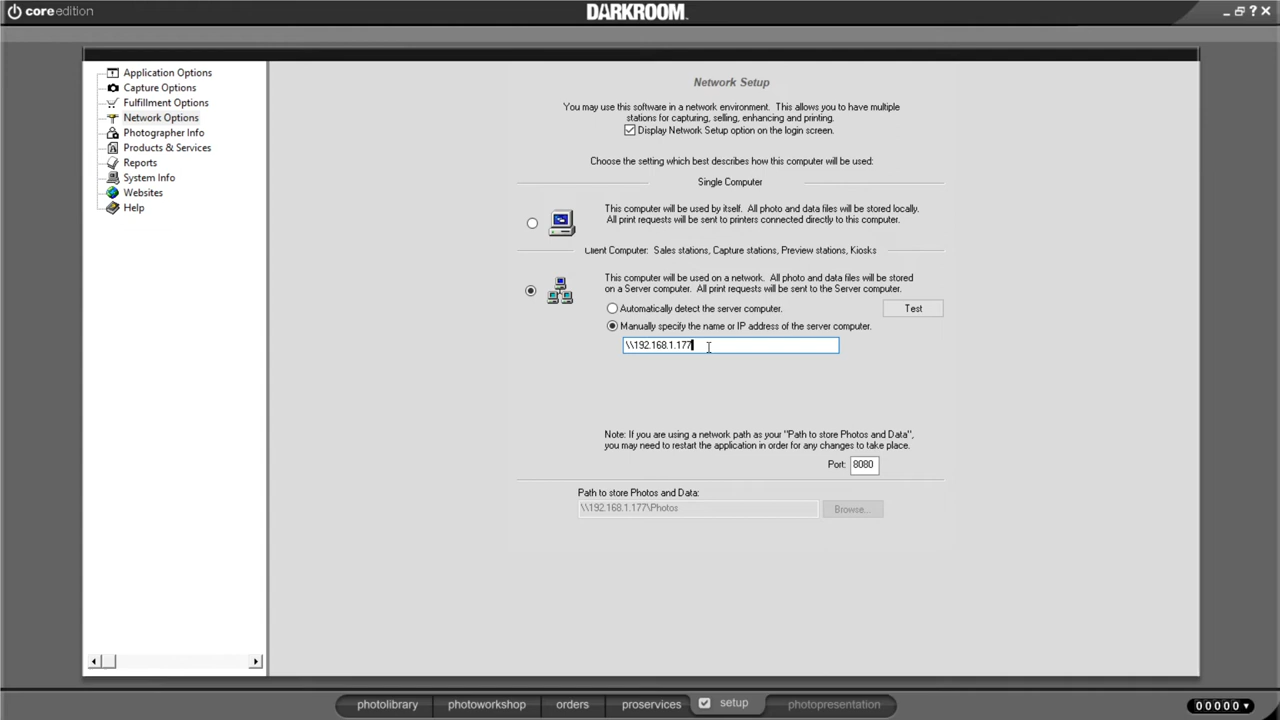 coreedition
DARKROOM
Application Options
Capture Options
Fulfillment Options
Network Options
Photographer Info
Products & Services
Reports
System Info
Websites
Help
Network Setup
You may use this software in a network environment. This allows you to have multiple
stations for capturing, selling, enhancing and printing.
Display Network Setup option on the login screen.
Choose the setting which best describes how this computer will be used:
Single Computer
This computer will be used by itself. All photo and data files will be stored locally.
All print requests will be sent to printers connected directly to this computer.
Client Computer: Sales stations, Capture stations, Preview stations, Kiosks
This computer will be used on a network. All photo and data files will be stored
on a Server computer. All print requests will be sent to the Server computer.
Automatically detect the server computer.
Test
Manually specify the name or IP address of the server computer.
\\192.168.1.177
Note: If you are using a network path as your "Path to store Photos and Data",
you may need to restart the application in order for any changes to take place.
Port: 8080
Path to store Photos and Data:
\\192.168.1.177\Photos
Browse...
photolibrary
photoworkshop
orders
proservices
setup
photopresentation
00000